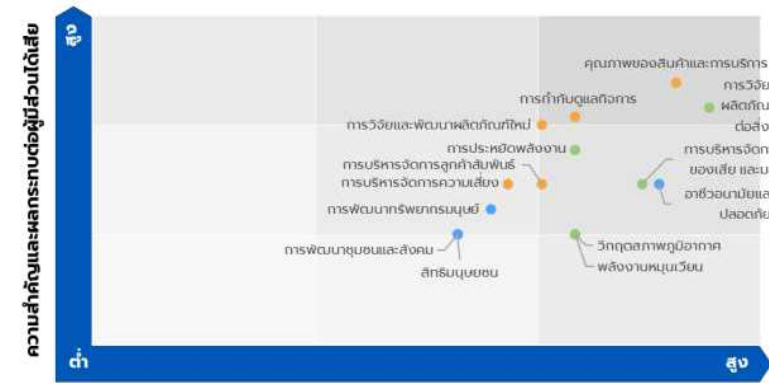 ความสำคัญและผลกระทบต่อผู้มีส่วนได้เสีย
สูง
คุณภาพของสินค้าและการบริการ
การวิจัย
ผลิตภัณ
ต่อสิ่ง
การกำกับดูแลกิจการ
การวิจัยและพัฒนาผลิตภัณฑ์ใหม่
การประหยัดพลังงาน
การบริหารจัดการลูกค้าสัมพันธ์
การบริหารจัดการความเสี่ยง
การบริหารจัดกา
ของเสีย และม
อาชีวอนามัยแล
ปลอดภั
การพัฒนาทรัพยากรมนุษย์
การพัฒนาชุมชนและสังคม
สิทธิมนุษยชน
วิกฤตสภาพภูมิอากาศ
พลังงานหมุนเวียน
ต่ำ
สูง